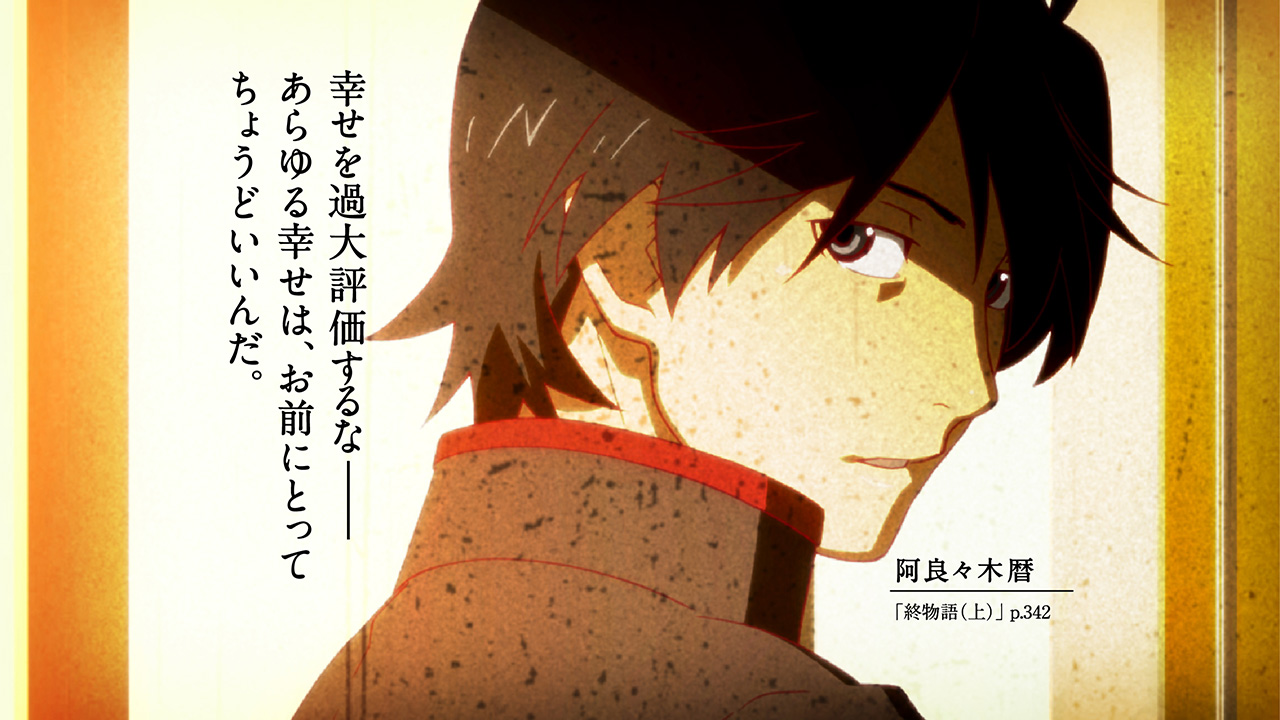 幸せを過大評価するな――
あらゆる幸せは、お前にとって
ちょうどいいんだ。
阿良々木暦
「終物語（上）」p.342